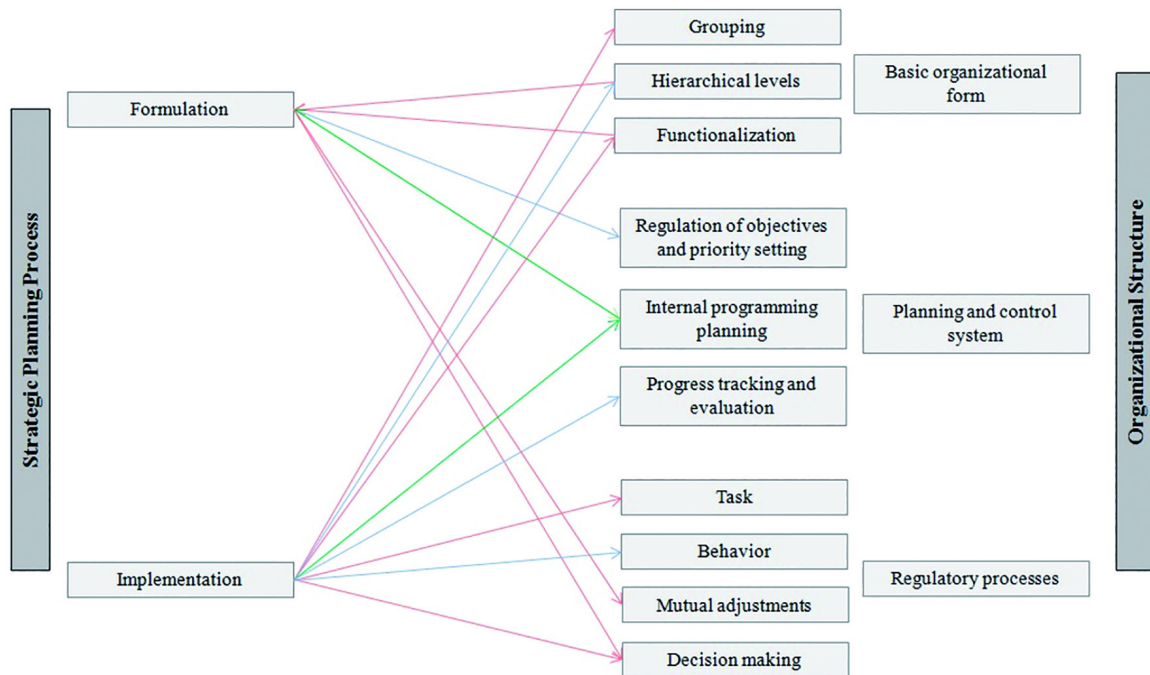 Strategic Planning Process
Formulation
Implementation
Grouping
Hierarchical levels
Functionalization
Regulation of objectives
and priority setting
Internal programming
planning
Progress tracking and
evaluation
Task
Behavior
Mutual adjustments
Decision making
Basic organizational
form
Planning and control
system
Regulatory processes
Organizational Structure